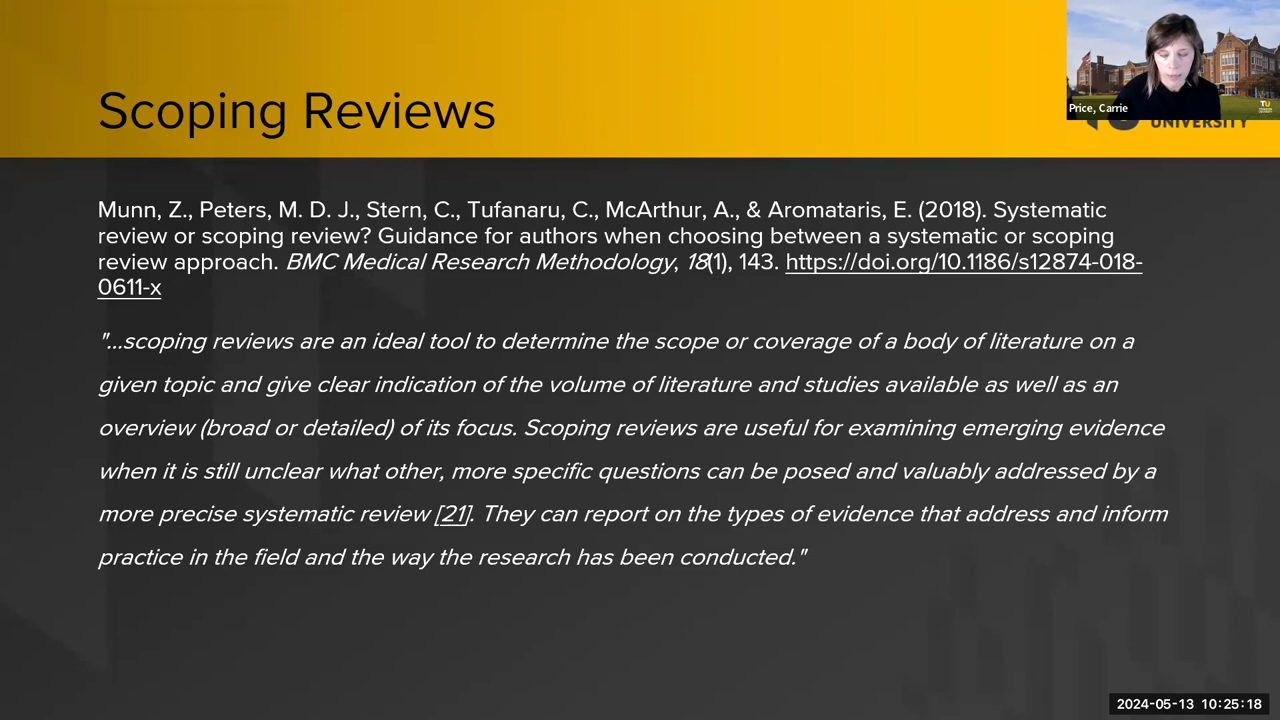 Scoping Reviews
Price, Carrie
TU
UNIVERSITY
Munn, Z., Peters, M. D. J., Stern, C., Tufanaru, C., McArthur, A., & Aromataris, E. (2018). Systematic
review or scoping review? Guidance for authors when choosing between a systematic or scoping
review approach. BMC Medical Research Methodology, 18(1), 143. https://doi.org/10.1186/s12874-018-
0611-x
"...scoping reviews are an ideal tool to determine the scope or coverage of a body of literature on a
given topic and give clear indication of the volume of literature and studies available as well as an
overview (broad or detailed) of its focus. Scoping reviews are useful for examining emerging evidence
when it is still unclear what other, more specific questions can be posed and valuably addressed by a
more precise systematic review [21]. They can report on the types of evidence that address and inform
practice in the field and the way the research has been conducted."
2024-05-13 10:25:18